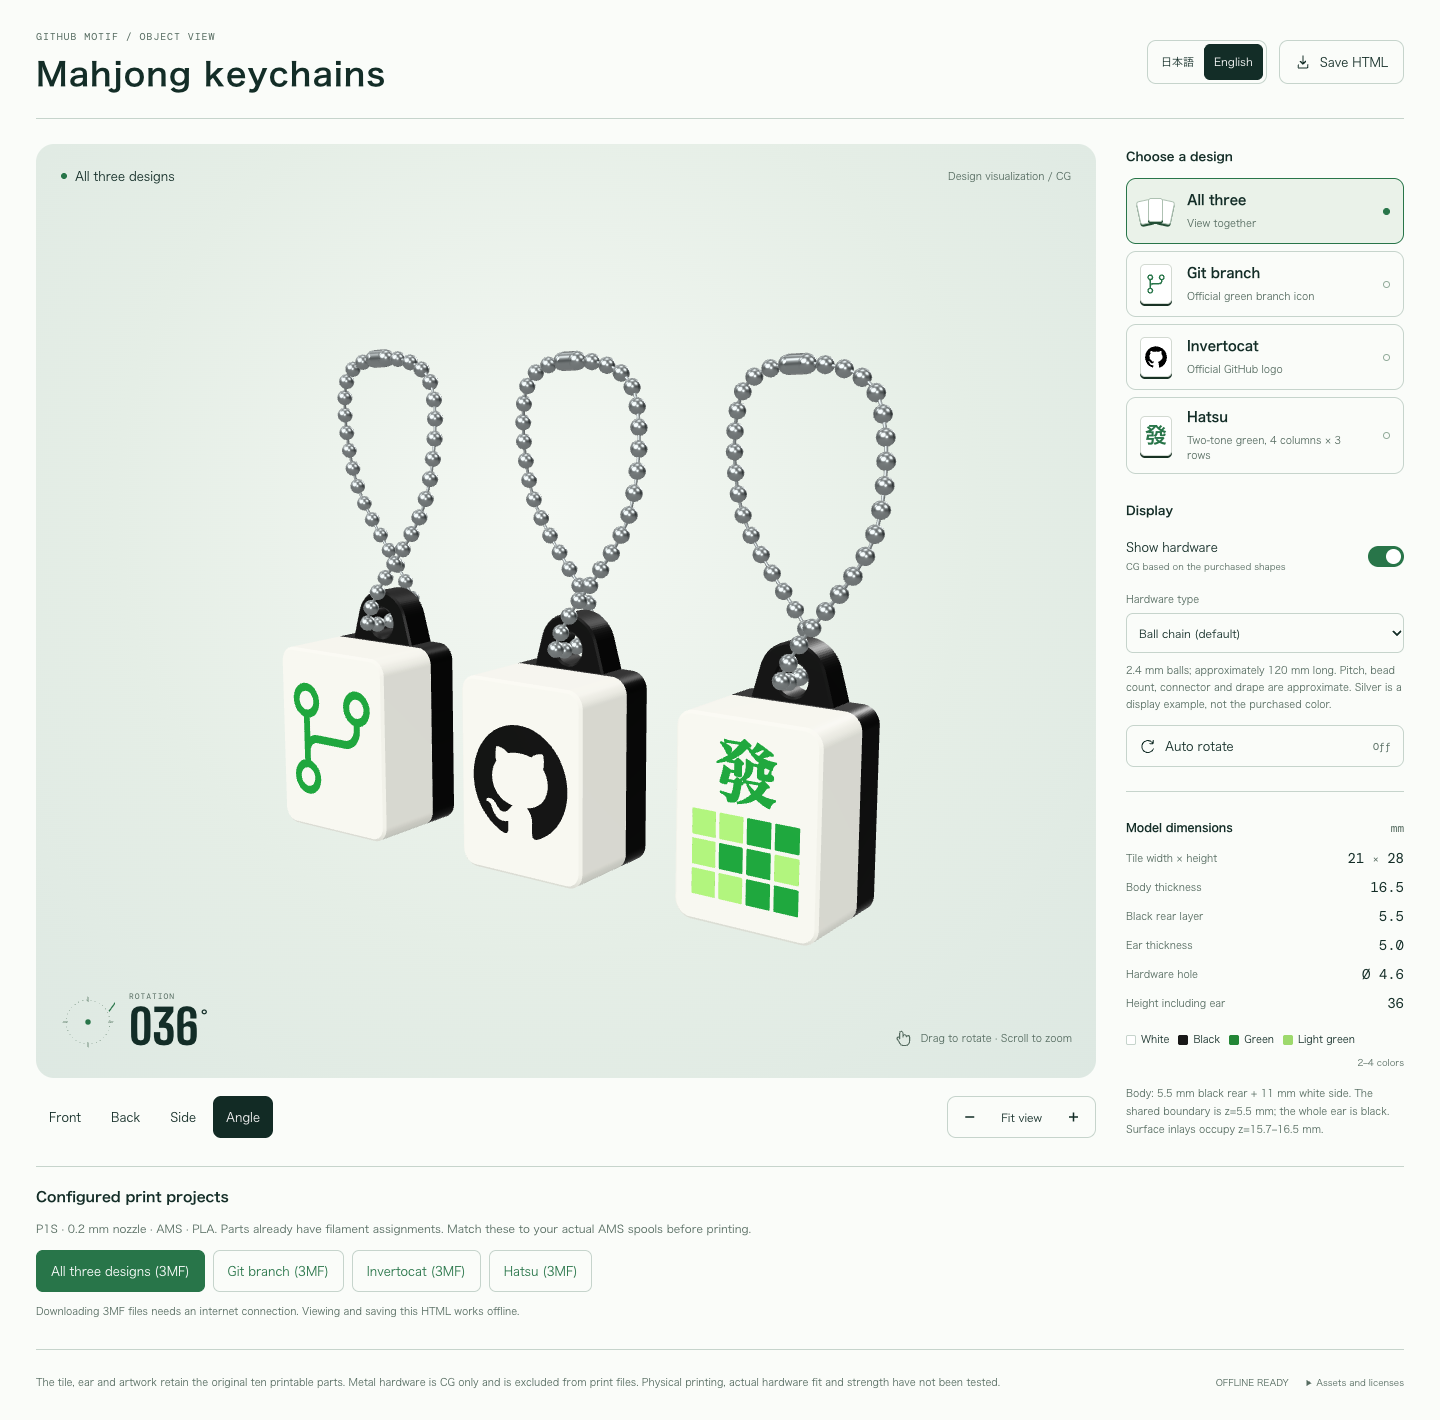 GITHUB MOTIF / OBJECT VIEW
Mahjong keychains
日本語
English
Save HTML
All three designs
Design visualization / CG
發
ROTATION
036°
Drag to rotate · Scroll to zoom
Front
Back
Side
Angle
Fit view
Choose a design
All three
View together
Git branch
Official green branch icon
Invertocat
Official GitHub logo
發
Hatsu
Two-tone green, 4 columns × 3
rows
Display
Show hardware
CG based on the purchased shapes
Hardware type
Ball chain (default)
2.4 mm balls; approximately 120 mm long. Pitch, bead
count, connector and drape are approximate. Silver is a
display example, not the purchased color.
Auto rotate
Off
Model dimensions
mm
Tile width × height
21 × 28
Body thickness
16.5
Black rear layer
5.5
Ear thickness
5.0
Hardware hole
Ø 4.6
Height including ear
36
White
Black
Green
Light green
2–4 colors
Body: 5.5 mm black rear + 11 mm white side. The
shared boundary is z=5.5 mm; the whole ear is black.
Surface inlays occupy z=15.7–16.5 mm.
Configured print projects
P1S · 0.2 mm nozzle · AMS · PLA. Parts already have filament assignments. Match these to your actual AMS spools before printing.
All three designs (3MF)
Git branch (3MF)
Invertocat (3MF)
Hatsu (3MF)
Downloading 3MF files needs an internet connection. Viewing and saving this HTML works offline.
The tile, ear and artwork retain the original ten printable parts. Metal hardware is CG only and is excluded from print files. Physical printing, actual hardware fit and strength have not been tested.
OFFLINE READY
Assets and licenses